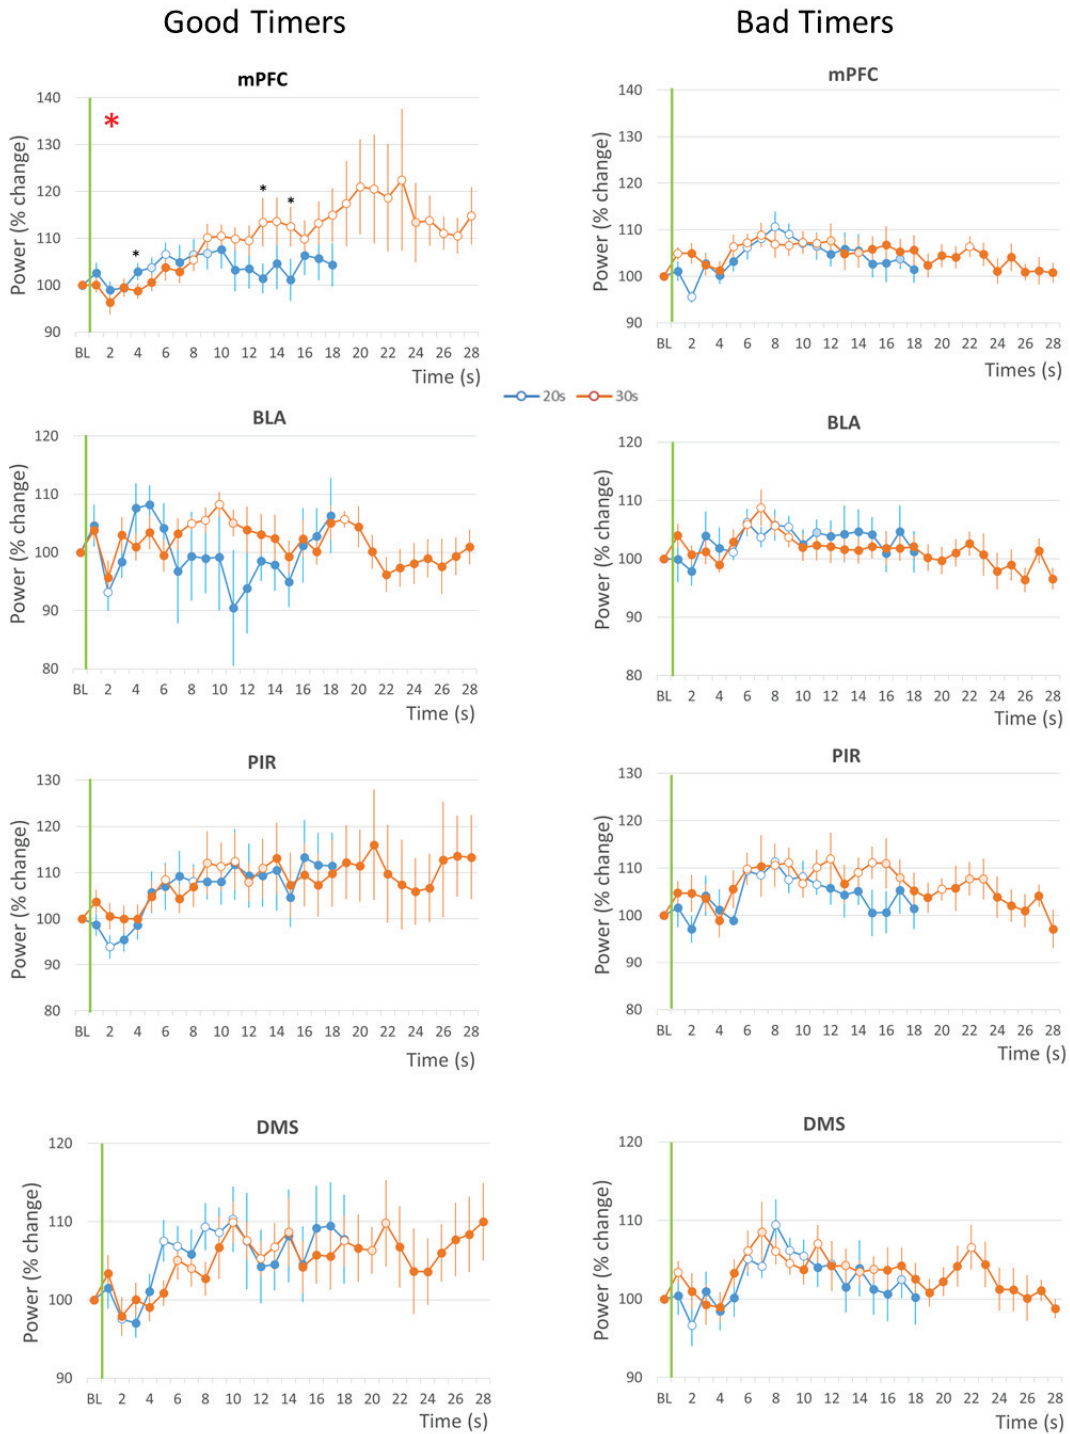 Good Timers
Bad Timers
mPFC
Power (% change)
140
130
120
110
100
90
*
*
*
*
BL 2 4 6 8 10 12 14 16 18 20 22 24 26 28
Time (s)
mPFC
Power (% change)
140
130
120
110
100
90
BL 2 4 6 8 10 12 14 16 18 20 22 24 26 28
Times (s)
20s 30s
BLA
Power (% change)
120
110
100
90
80
BL 2 4 6 8 10 12 14 16 18 20 22 24 26 28
Time (s)
BLA
Power (% change)
120
110
100
90
80
BL 2 4 6 8 10 12 14 16 18 20 22 24 26 28
Time (s)
PIR
Power (% change)
130
120
110
100
90
80
BL 2 4 6 8 10 12 14 16 18 20 22 24 26 28
Time (s)
PIR
Power (% change)
130
120
110
100
90
80
BL 2 4 6 8 10 12 14 16 18 20 22 24 26 28
Time (s)
DMS
Power (% change)
120
110
100
90
BL 2 4 6 8 10 12 14 16 18 20 22 24 26 28
Time (s)
DMS
Power (% change)
120
110
100
90
BL 2 4 6 8 10 12 14 16 18 20 22 24 26 28
Time (s)